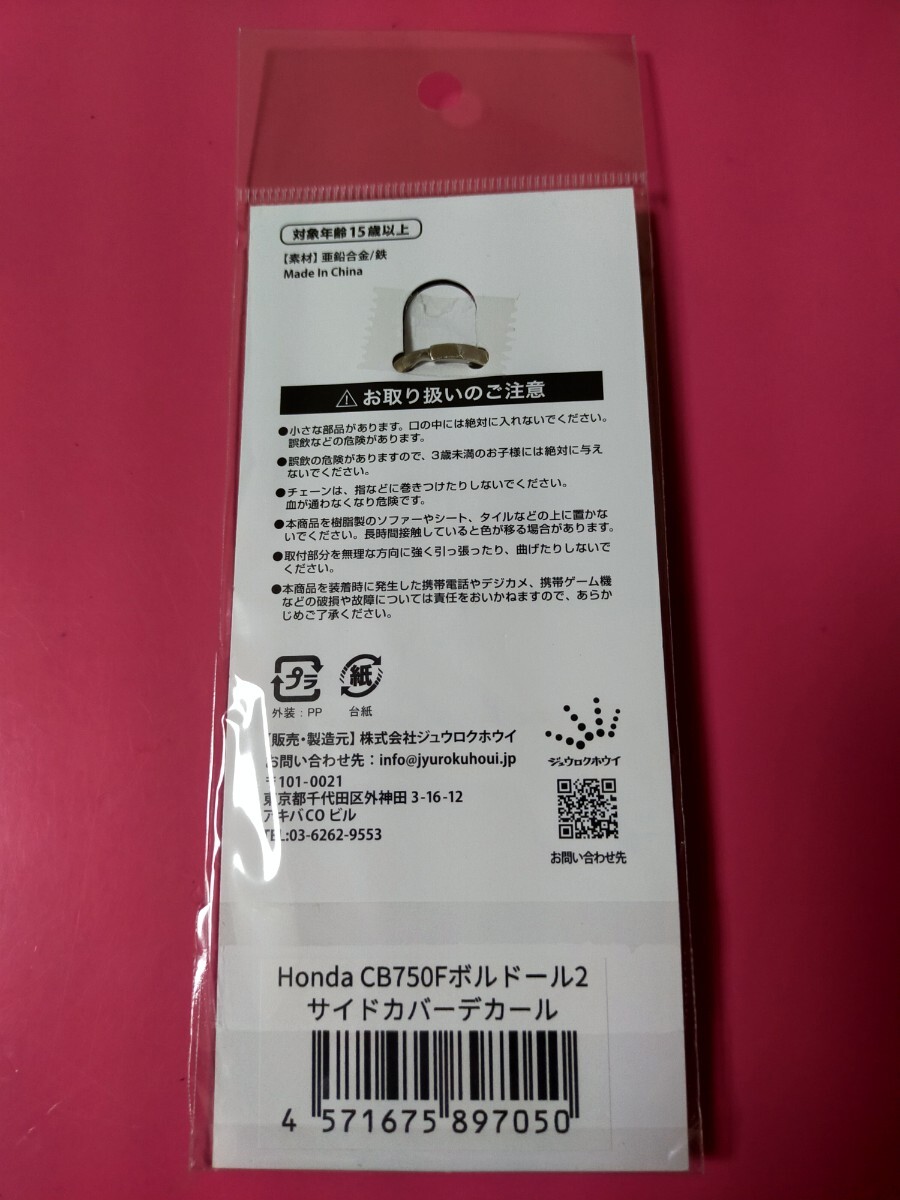 対象年齢15歳以上
【素材】亜鉛合金/鉄
Made In China
お取り扱いのご注意
●小さな部品があります。口の中には絶対に入れないでください。
誤飲などの危険があります。
●誤飲の危険がありますので、3歳未満のお子様には絶対に与え
ないでください。
●チェーンは、指などに巻きつけたりしないでください。
血が通わなくなり危険です。
●本商品を樹脂製のソファーやシート、タイルなどの上に置かな
いでください。長時間接触していると色が移る場合があります。
●取付部分を無理な方向に強く引っ張ったり、曲げたりしないで
ください。
●本商品を装着時に発生した携帯電話やデジカメ、携帯ゲーム機
などの破損や故障については責任をおいかねますので、あらか
じめご了承ください。
プラ
紙
外装：PP
台紙
【販売・製造元】株式会社ジュウロクホウイ
お問い合わせ先：info@jyurokuhoui.jp
〒101-0021
東京都千代田区外神田 3-16-12
アキバCO ビル
TEL:03-6262-9553
ジュウロクホウイ
お問い合わせ先
Honda CB750Fボルドール2
サイドカバーデカール
4 571675 897050